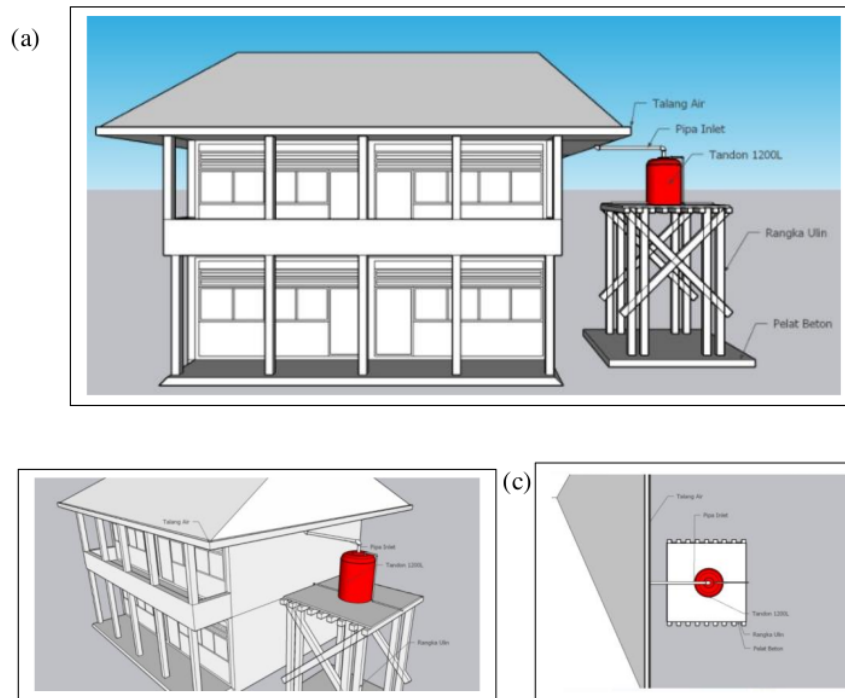 (a)
Talang Air
Pipa Inlet
Tandon 1200L
Rangka Ulin
Pelat Beton
Talang Air
Pipa Inlet
Tandon 1200L
Rangka Ulin
(c)
Talang Air
Pipa Inlet
Tandon 1200L
Rangka Ulin
Pelat Beton